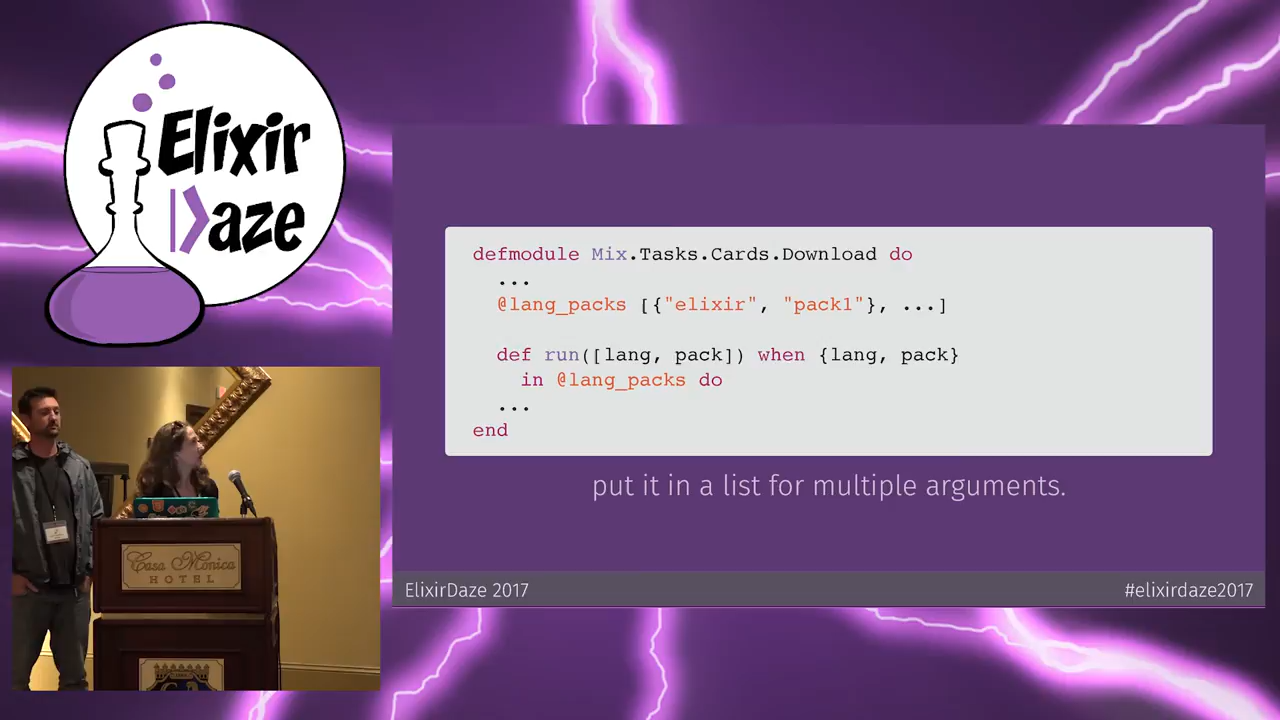 Elixir
Daze
defmodule Mix.Tasks.Cards.Download do
...
@lang_packs [{"elixir", "pack1"}, ...]
def run([lang, pack]) when {lang, pack}
in @lang_packs do
...
end
put it in a list for multiple arguments.
Casa Monica
HOTEL
ElixirDaze 2017
#elixirdaze2017